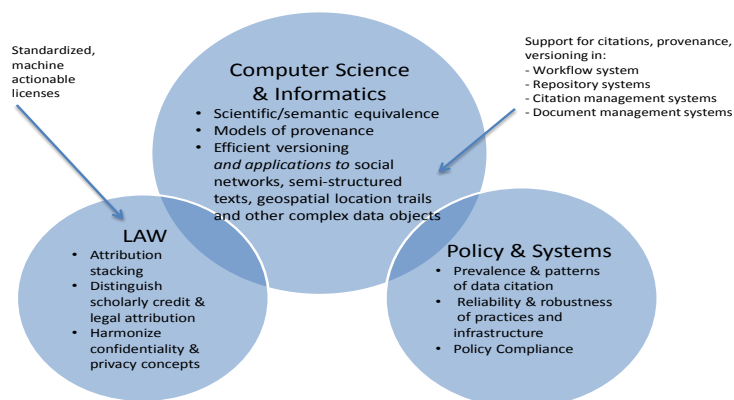 Standardized,
machine
actionable
licenses
Computer Science
& Informatics
• Scientific/semantic equivalence
• Models of provenance
• Efficient versioning
and applications to social
networks, semi-structured
texts, geospatial location trails
and other complex data objects
Support for citations, provenance,
versioning in:
- Workflow system
- Repository systems
- Citation management systems
- Document management systems
LAW
• Attribution
stacking
• Distinguish
scholarly credit &
legal attribution
• Harmonize
confidentiality &
privacy concepts
Policy & Systems
• Prevalence & patterns
of data citation
• Reliability & robustness
of practices and
infrastructure
• Policy Compliance